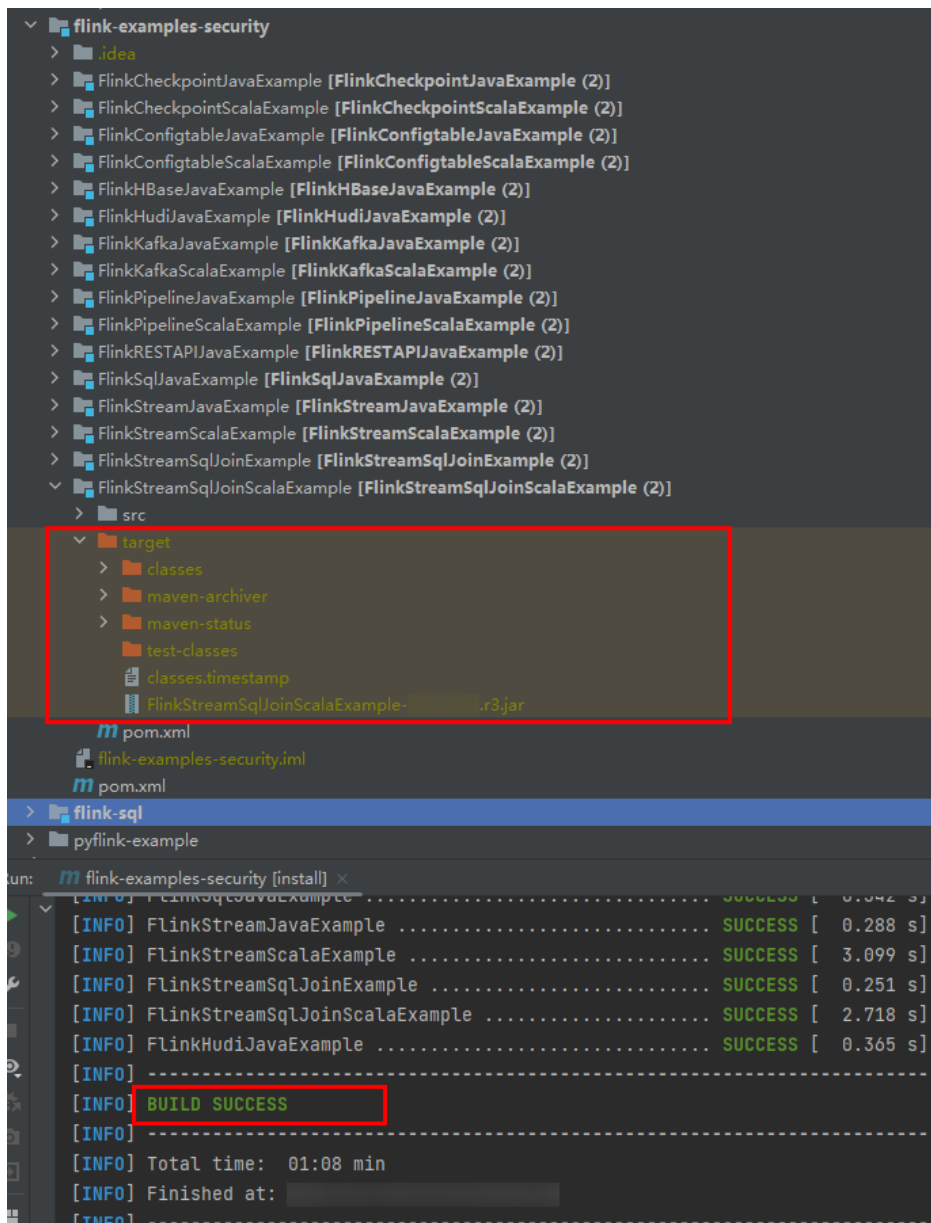 flink-examples-security
.idea
FlinkCheckpointJavaExample [FlinkCheckpointJavaExample (2)]
FlinkCheckpointScalaExample [FlinkCheckpointScalaExample (2)]
FlinkConfigtableJavaExample [FlinkConfigtableJavaExample (2)]
FlinkConfigtableScalaExample [FlinkConfigtableScalaExample (2)]
FlinkHBaseJavaExample [FlinkHBaseJavaExample (2)]
FlinkHudiJavaExample [FlinkHudiJavaExample (2)]
FlinkKafkaJavaExample [FlinkKafkaJavaExample (2)]
FlinkKafkaScalaExample [FlinkKafkaScalaExample (2)]
FlinkPipelineJavaExample [FlinkPipelineJavaExample (2)]
FlinkPipelineScalaExample [FlinkPipelineScalaExample (2)]
FlinkRESTAPIJavaExample [FlinkRESTAPIJavaExample (2)]
FlinkSqlJavaExample [FlinkSqlJavaExample (2)]
FlinkStreamJavaExample [FlinkStreamJavaExample (2)]
FlinkStreamScalaExample [FlinkStreamScalaExample (2)]
FlinkStreamSqlJoinExample [FlinkStreamSqlJoinExample (2)]
FlinkStreamSqlJoinScalaExample [FlinkStreamSqlJoinScalaExample (2)]
src
target
classes
maven-archiver
maven-status
test-classes
classes.timestamp
FlinkStreamSqlJoinScalaExample- .r3.jar
m pom.xml
flink-examples-security.iml
m pom.xml
flink-sql
pyflink-example
Run: m flink-examples-security [install] ×
[INFO] FlinkSqlJavaExample ................................ SUCCESS [ 0.342 s]
[INFO] FlinkStreamJavaExample ............................. SUCCESS [ 0.288 s]
[INFO] FlinkStreamScalaExample ............................ SUCCESS [ 3.099 s]
[INFO] FlinkStreamSqlJoinExample .......................... SUCCESS [ 0.251 s]
[INFO] FlinkStreamSqlJoinScalaExample ..................... SUCCESS [ 2.718 s]
[INFO] FlinkHudiJavaExample ............................... SUCCESS [ 0.365 s]
[INFO] ------------------------------------------------------------------------
[INFO] BUILD SUCCESS
[INFO] ------------------------------------------------------------------------
[INFO] Total time: 01:08 min
[INFO] Finished at:
[INFO] ------------------------------------------------------------------------